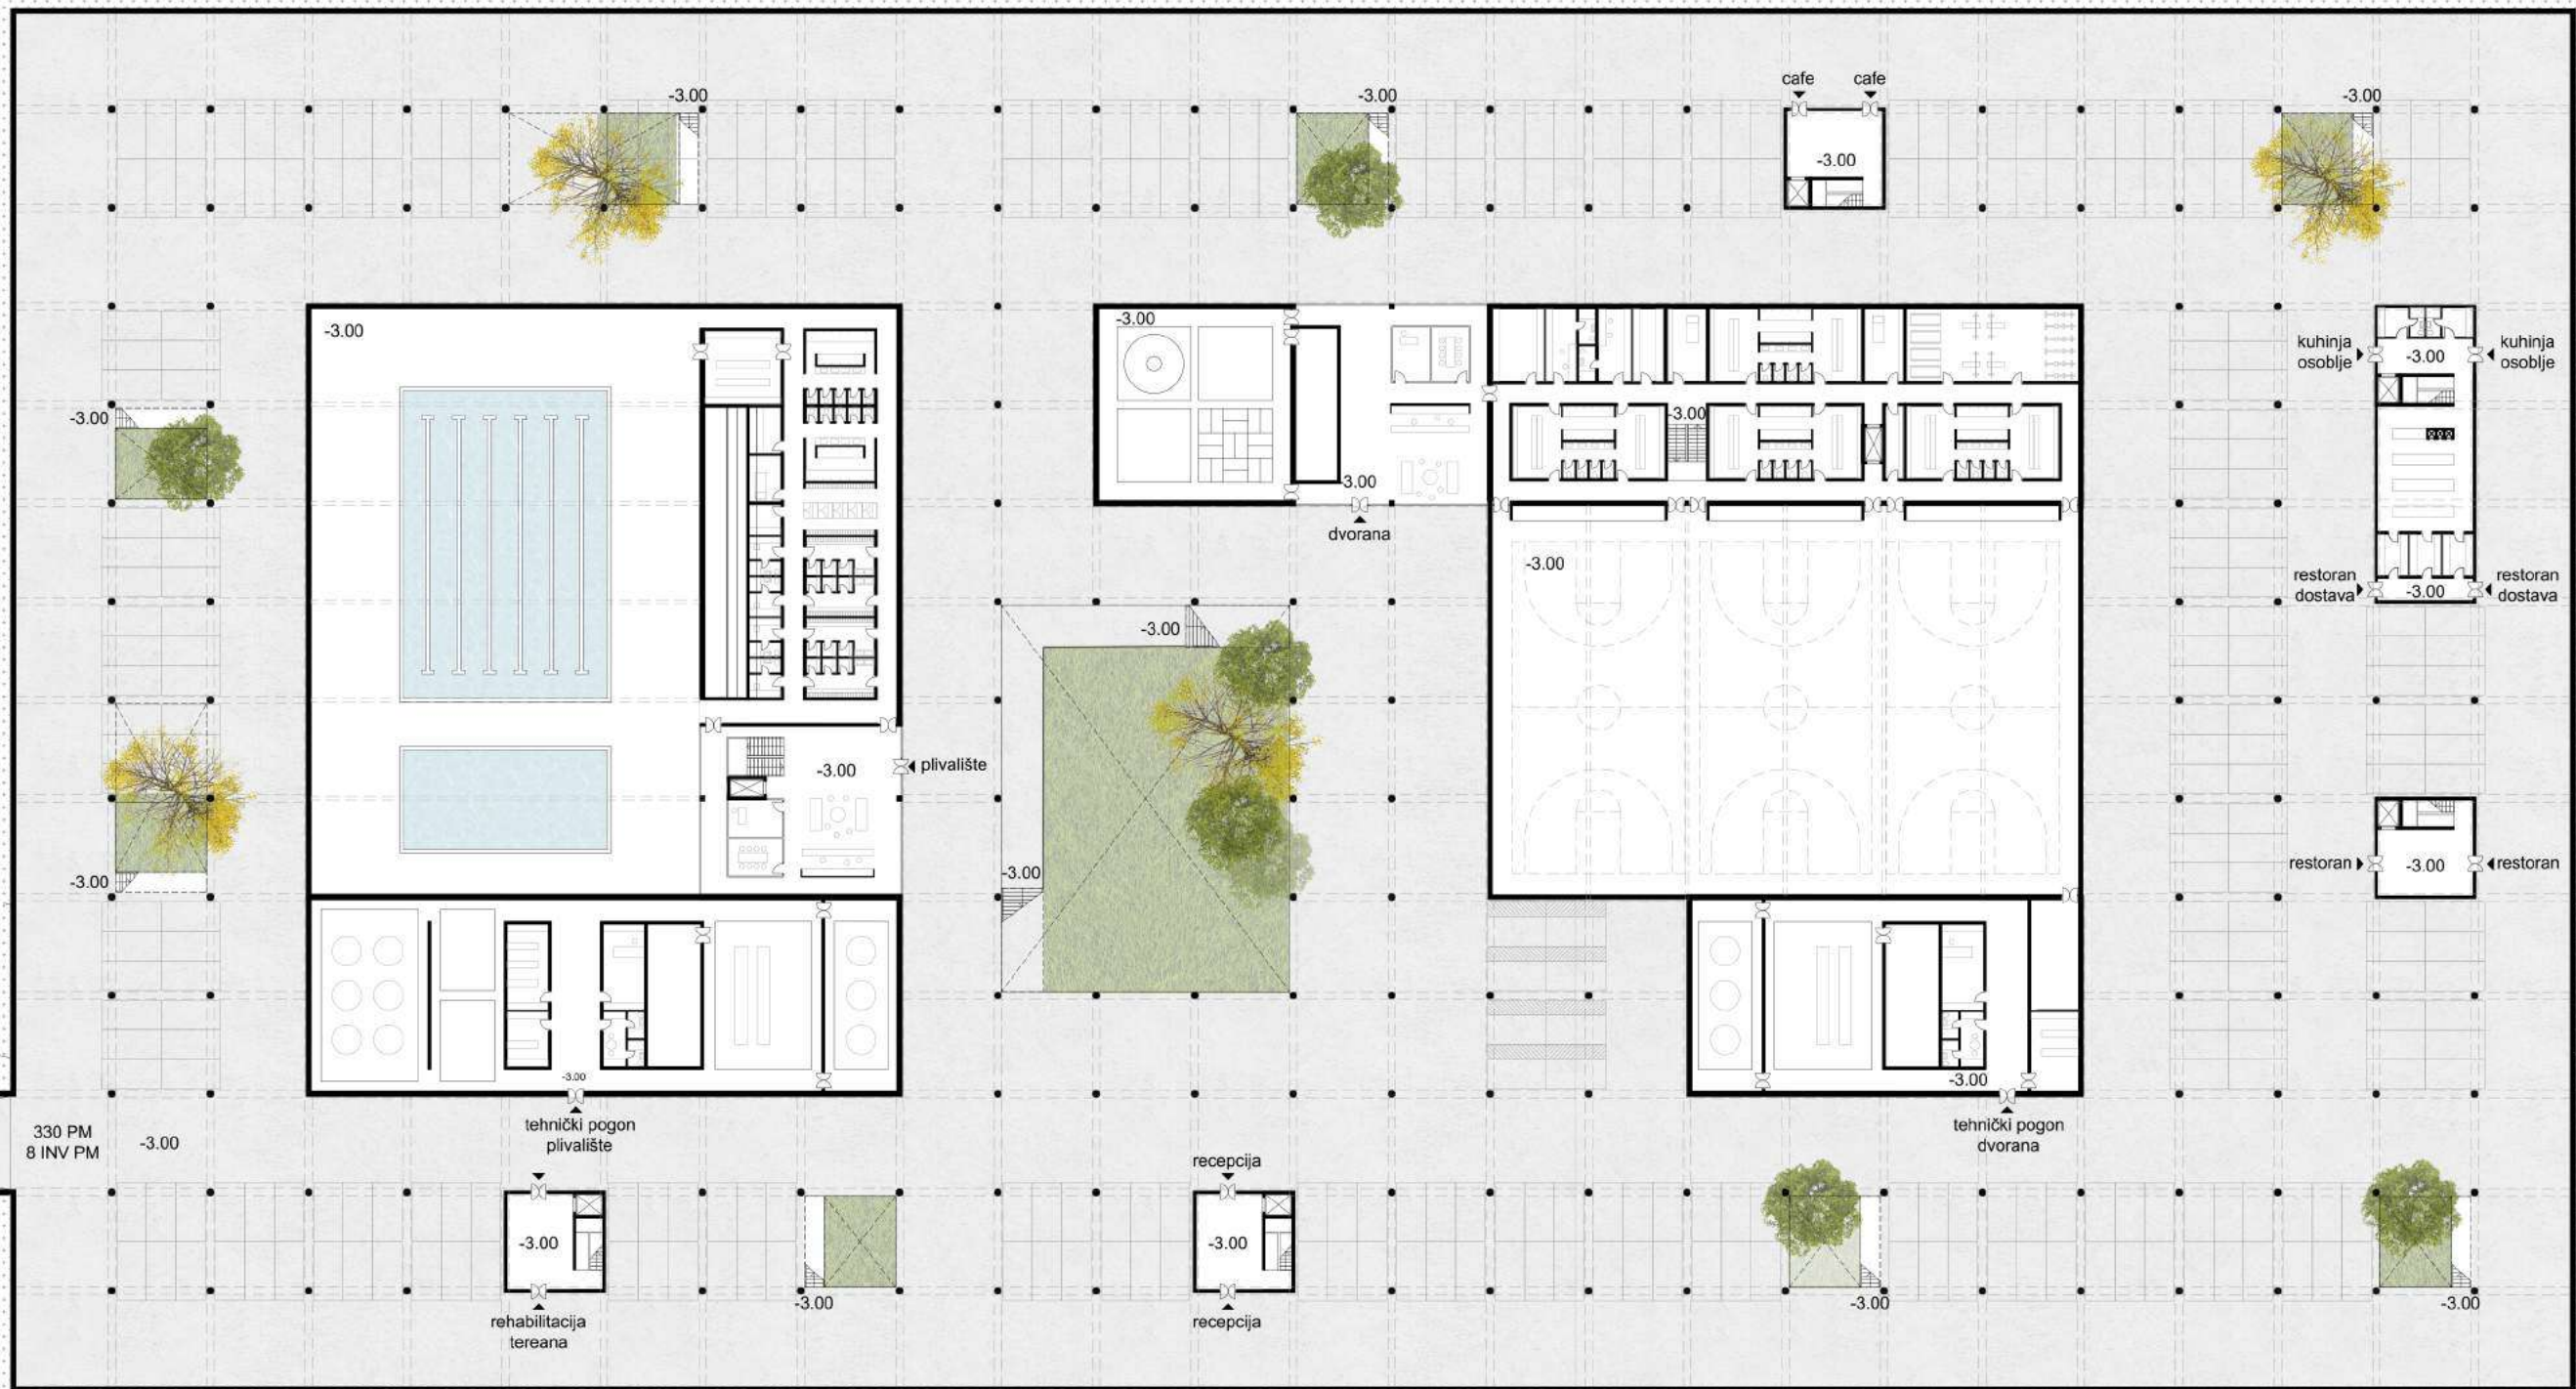 -3.00
-3.00
cafe
cafe
-3.00
-3.00
-3.00
-3.00
-3.00
kuhinja
osoblje
-3.00
kuhinja
osoblje
-3.00
-3.00
-3.00
dvorana
-3.00
restoran
dostava
-3.00
restoran
dostava
-3.00
plivalište
-3.00
-3.00
-3.00
restoran
-3.00
restoran
-3.00
-3.00
-3.00
tehnički pogon
plivalište
tehnički pogon
dvorana
330 PM
8 INV PM
-3.00
recepcija
-3.00
-3.00
-3.00
-3.00
-3.00
rehabilitacija
tereana
recepcija